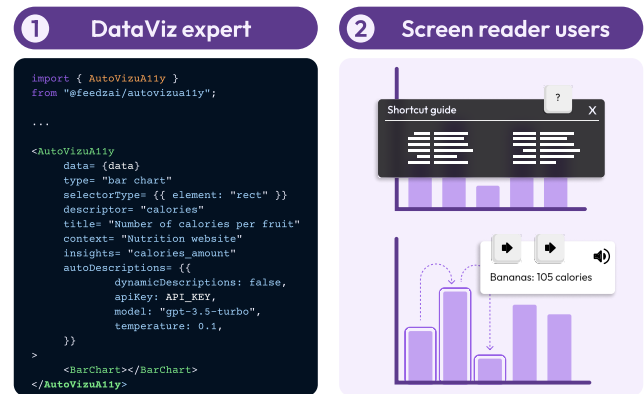 1 DataViz expert
import { AutoVizuA11y }
from "@feedzai/autovizua11y";
...
<AutoVizuA11y
data= {data}
type= "bar chart"
selectorType= {{ element: "rect" }}
descriptor= "calories"
title= "Number of calories per fruit"
context= "Nutrition website"
insights= "calories_amount"
autoDescriptions= {{
dynamicDescriptions: false,
apiKey: API_KEY,
model: "gpt-3.5-turbo",
temperature: 0.1,
}}
>
<BarChart></BarChart>
</AutoVizuA11y>
2 Screen reader users
?
Shortcut guide X
Bananas: 105 calories